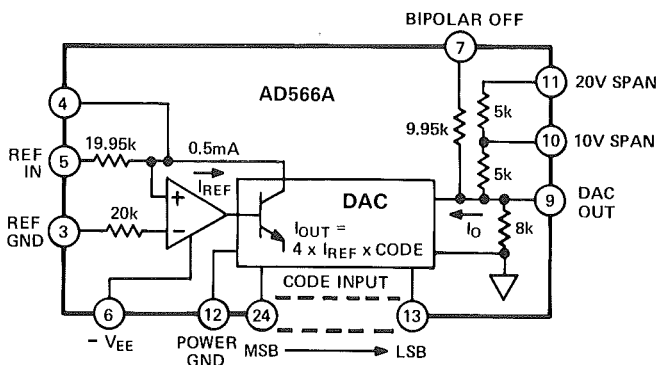 BIPOLAR OFF
7
AD566A
11 20V SPAN
4
5k
9.95k
19.95k 0.5mA
10 10V SPAN
REF IN
5
I_REF
5k
DAC
9 DAC OUT
+
REF GND
3
20k
–
I_OUT =
4 x I_REF x CODE
I_O
8k
CODE INPUT
6
12
24
13
– V_EE
POWER GND
MSB
LSB